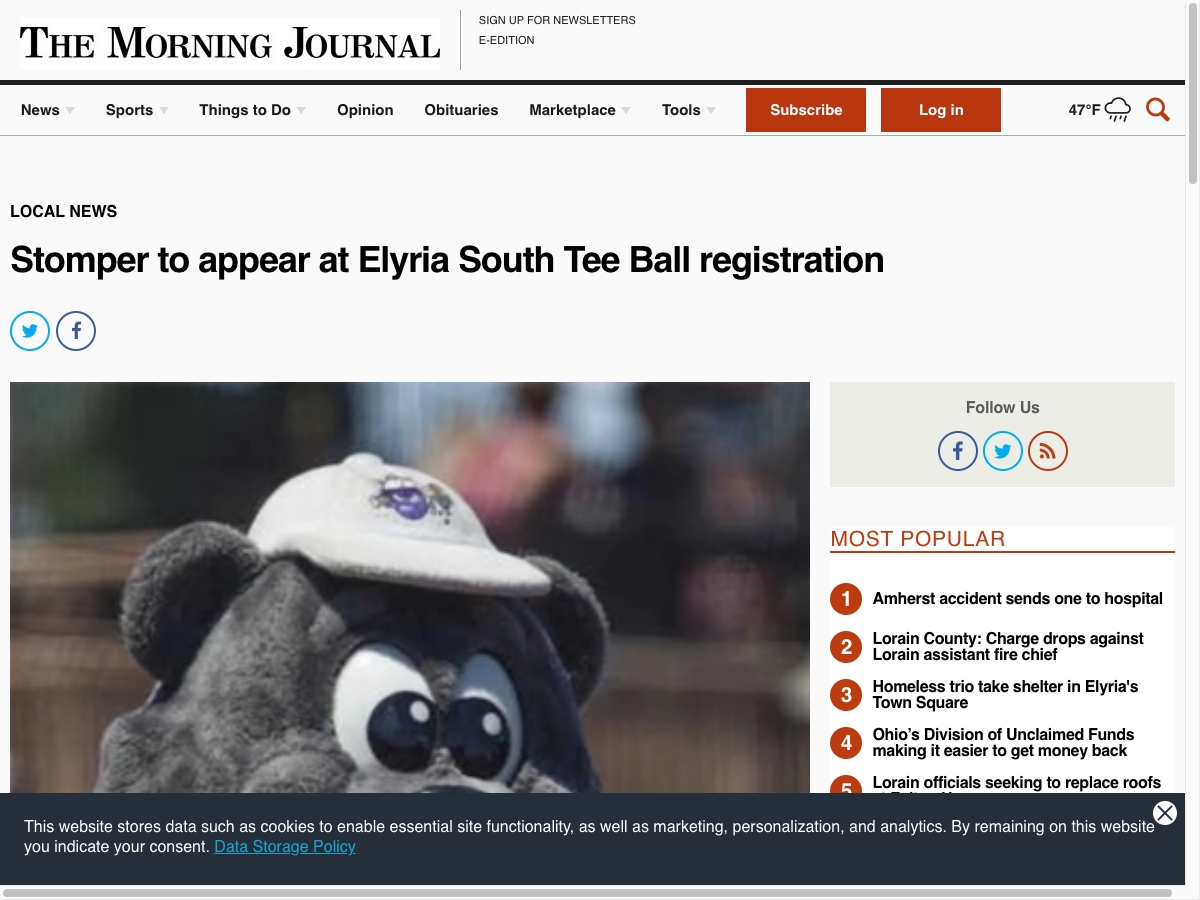 THE MORNING JOURNAL
SIGN UP FOR NEWSLETTERS
E-EDITION
News
Sports
Things to Do
Opinion
Obituaries
Marketplace
Tools
Subscribe
Log in
47°F
LOCAL NEWS
Stomper to appear at Elyria South Tee Ball registration
Follow Us
MOST POPULAR
1 Amherst accident sends one to hospital
2 Lorain County: Charge drops against
Lorain assistant fire chief
3 Homeless trio take shelter in Elyria's
Town Square
4 Ohio’s Division of Unclaimed Funds
making it easier to get money back
5 Lorain officials seeking to replace roofs
This website stores data such as cookies to enable essential site functionality, as well as marketing, personalization, and analytics. By remaining on this website
you indicate your consent. Data Storage Policy